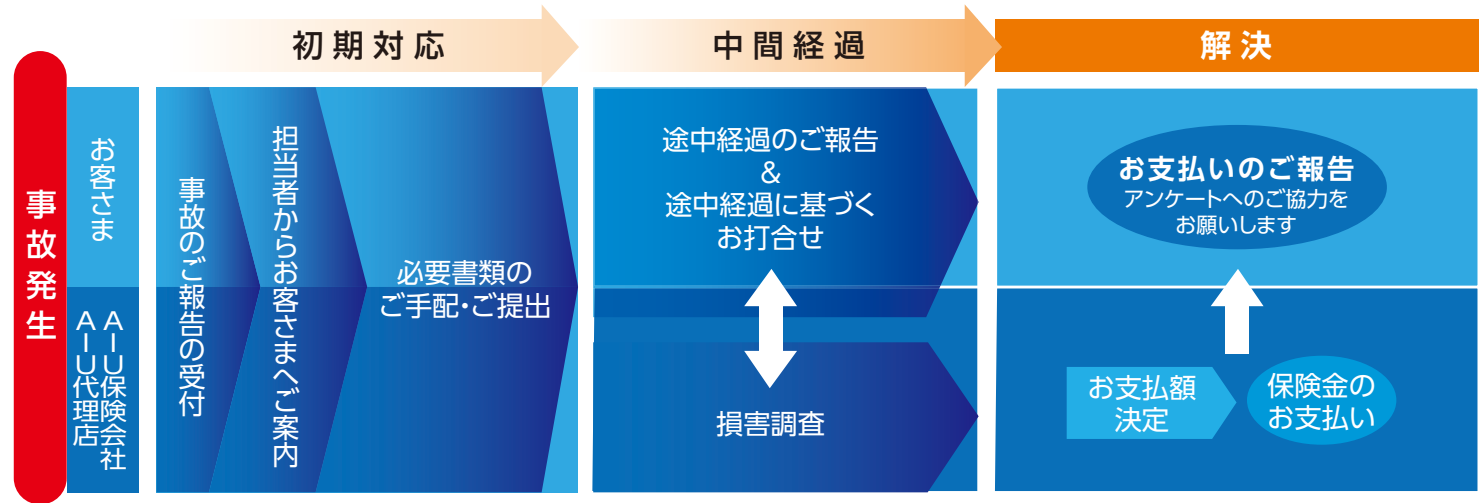 初期対応
中間経過
解決
事故発生
お客さま
AIU保険会社
AIU代理店
事故のご報告の受付
担当者からお客さまへご案内
必要書類の
ご手配・ご提出
途中経過のご報告
&
途中経過に基づく
お打合せ
損害調査
お支払いのご報告
アンケートへのご協力を
お願いします
お支払額
決定
保険金の
お支払い